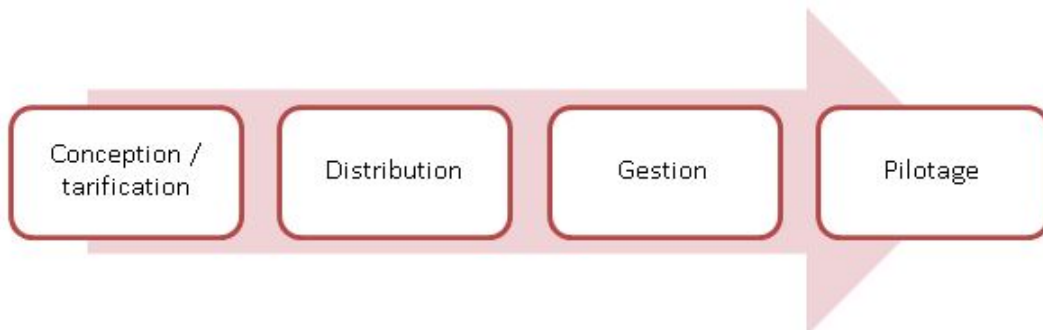 Conception /
tarification
Distribution
Gestion
Pilotage